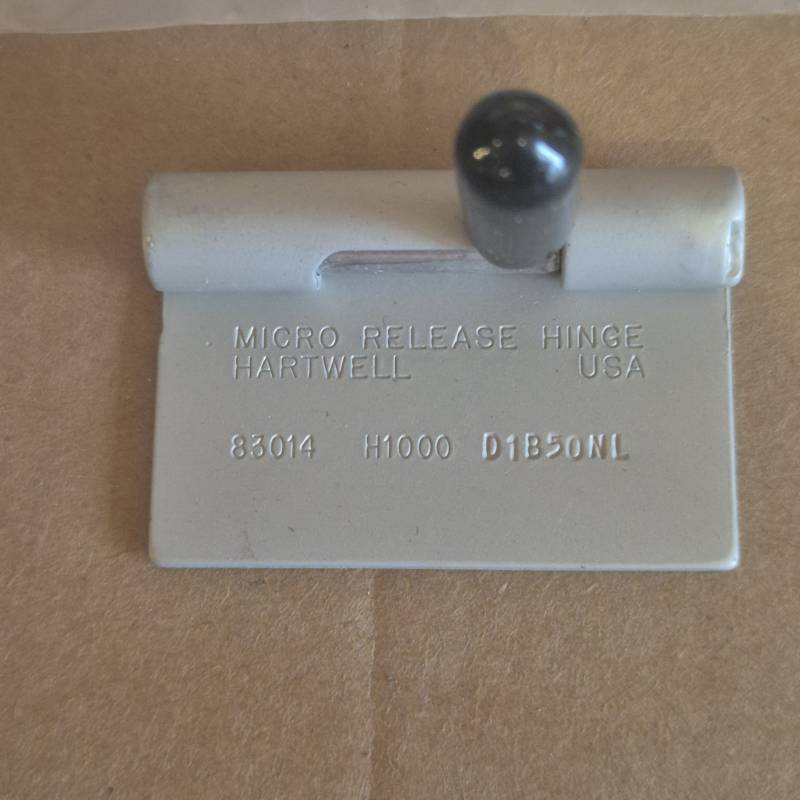 MICRO RELEASE HINGE
HARTWELL USA
83014 H1000 D1B50NL